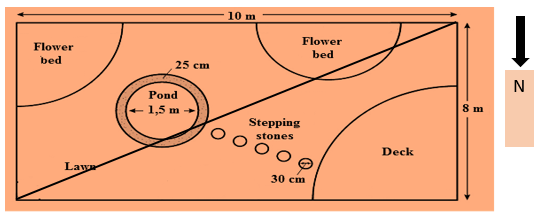 10 m
Flower
bed
Flower
bed
25 cm
Pond
1,5 m
8 m
Stepping
stones
Deck
Lawn
30 cm
N